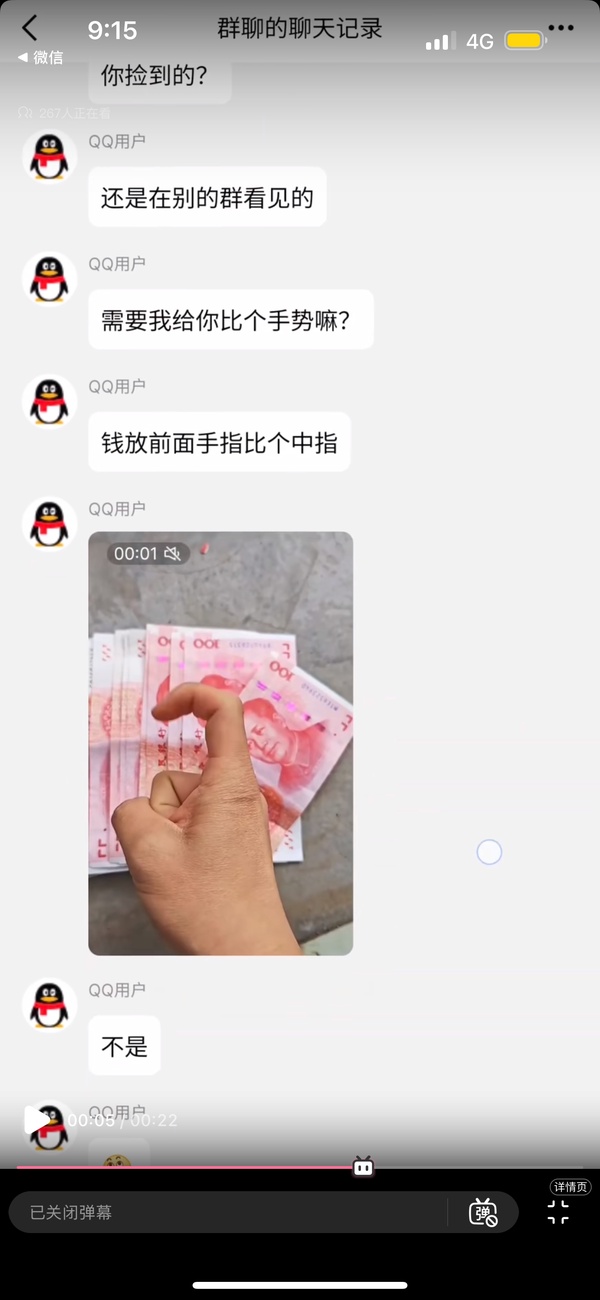 9:15
群聊的聊天记录
4G
微信
你捡到的？
267人正在看
QQ用户
还是在别的群看见的
QQ用户
需要我给你比个手势嘛？
QQ用户
钱放前面手指比个中指
QQ用户
00:01
100
100
QQ用户
不是
QQ用户
00:05 / 00:22
详情页
已关闭弹幕
弹